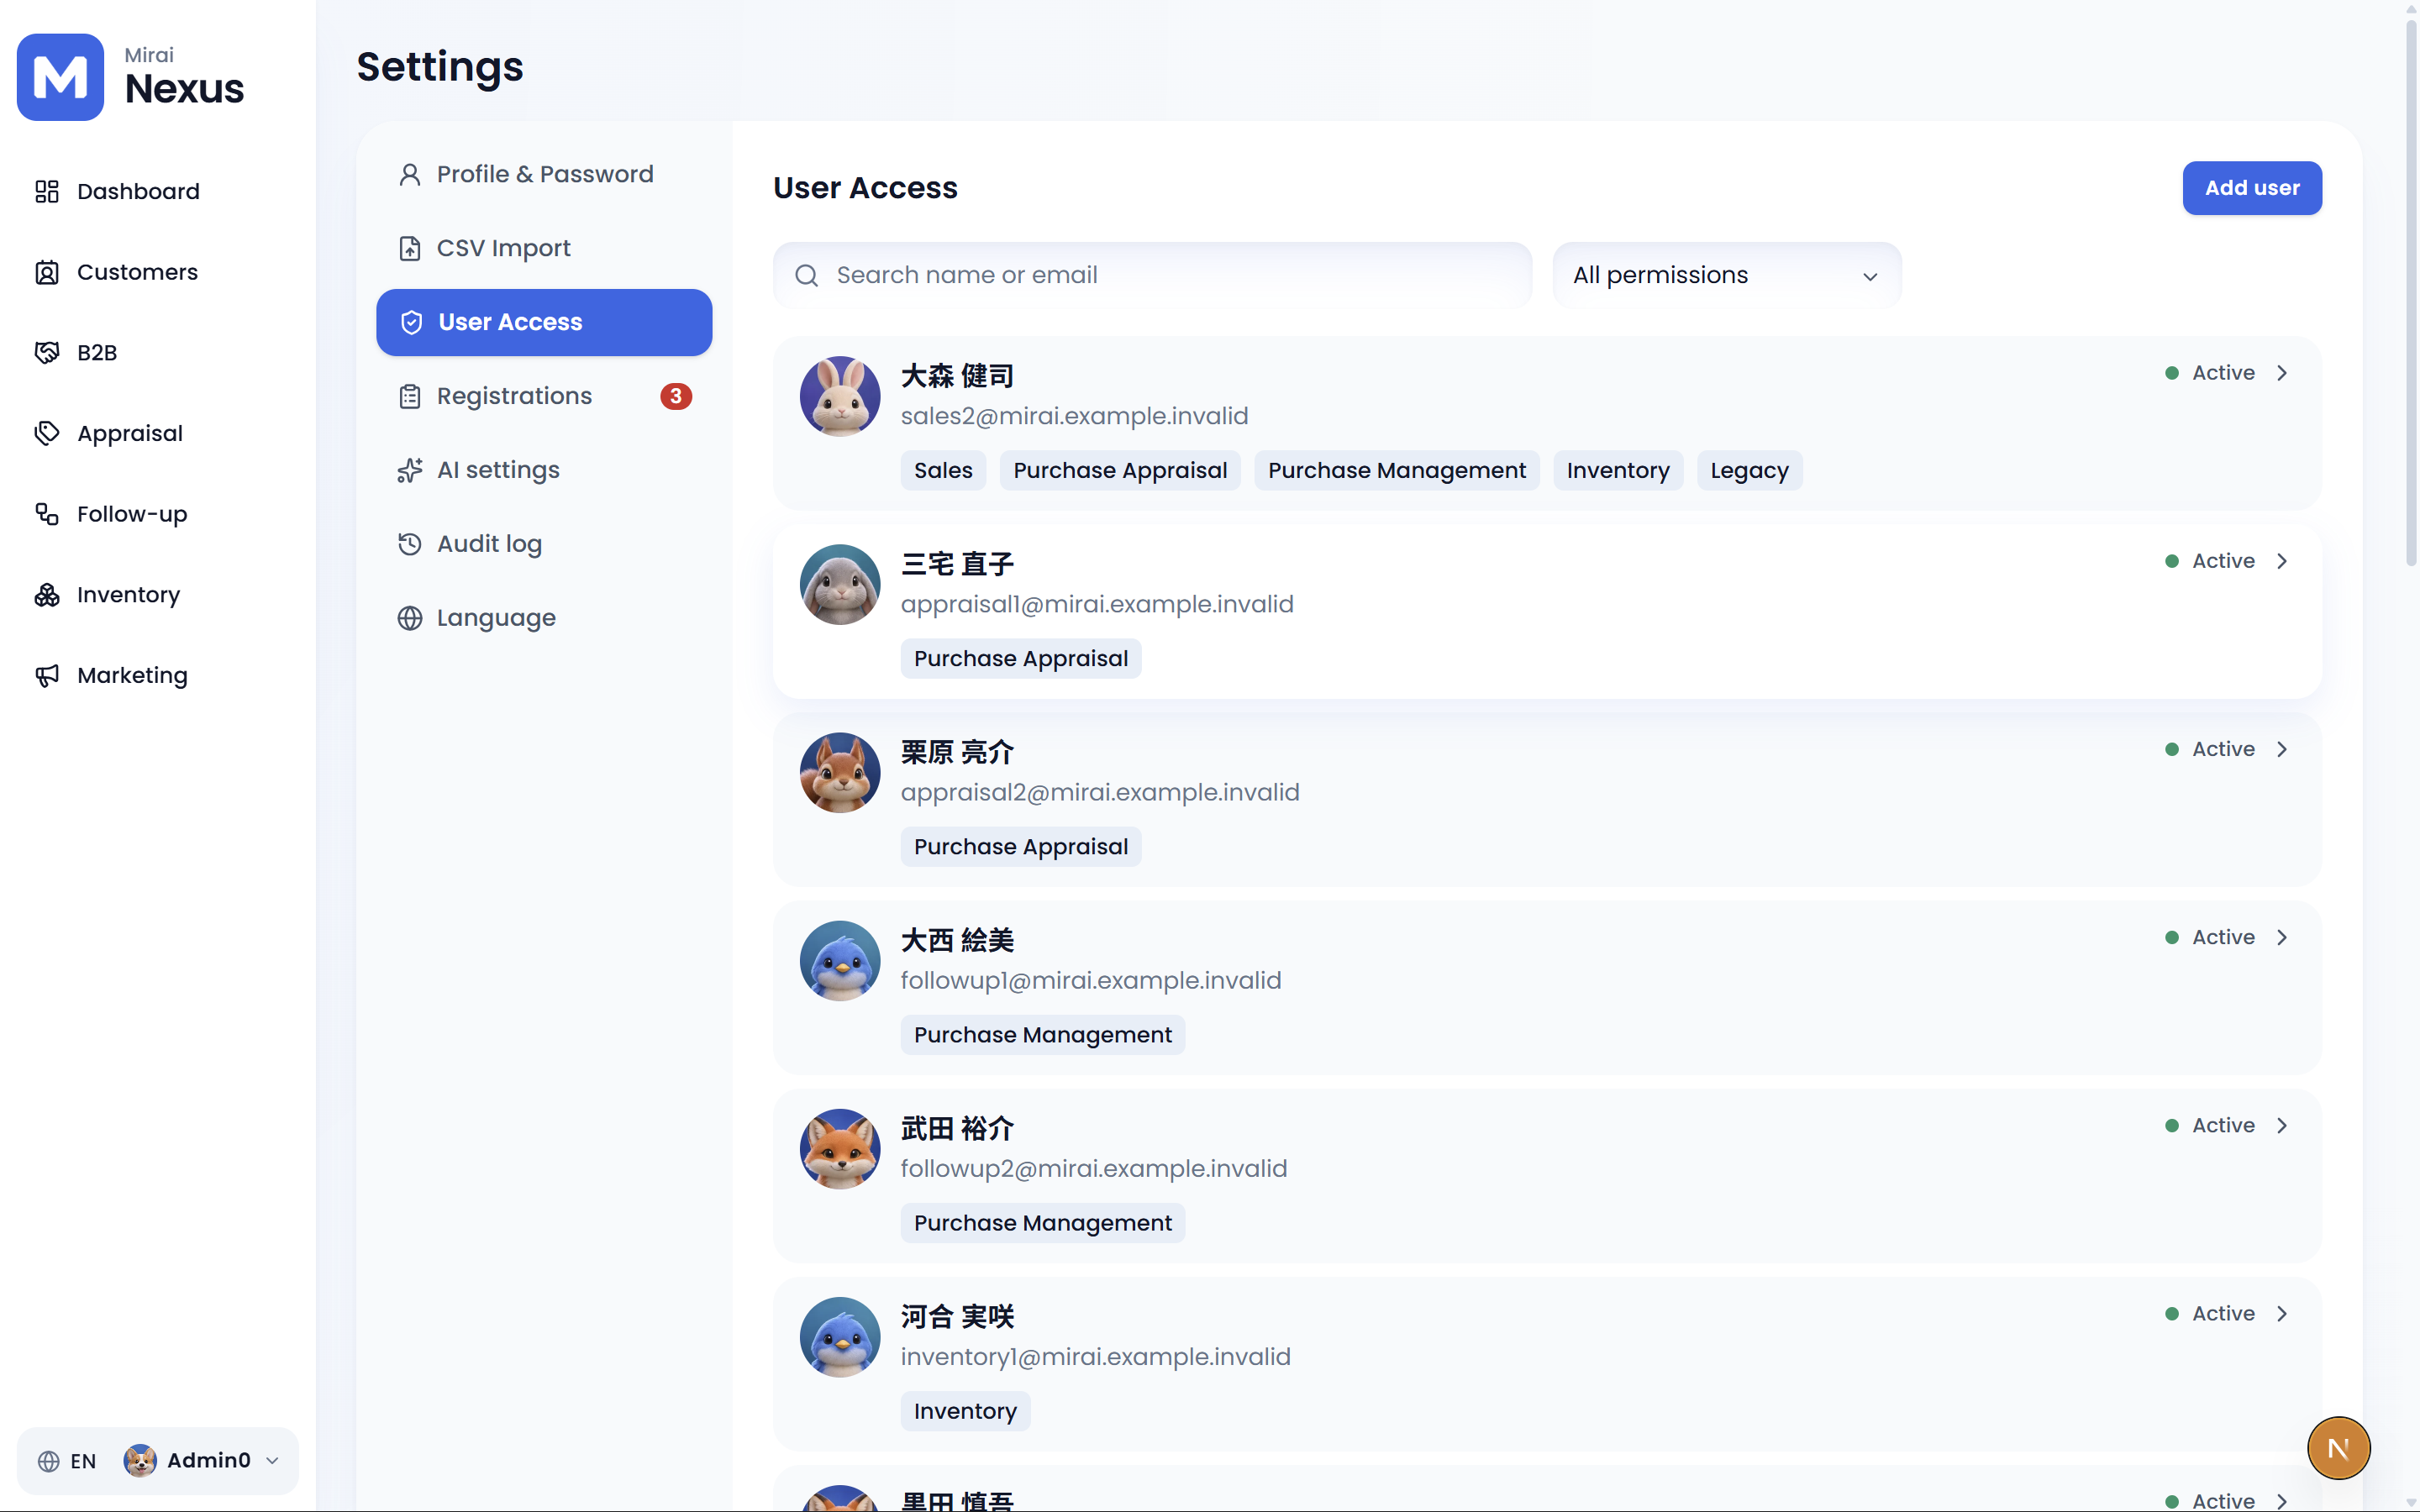 Mirai
Nexus
Dashboard
Customers
B2B
Appraisal
Follow-up
Inventory
Marketing
EN
Admin0
Settings
Profile & Password
CSV Import
User Access
Registrations 3
AI settings
Audit log
Language
User Access
Add user
Search name or email
All permissions
大森 健司
Active
sales2@mirai.example.invalid
Sales Purchase Appraisal Purchase Management Inventory Legacy
三宅 直子
Active
appraisal1@mirai.example.invalid
Purchase Appraisal
栗原 亮介
Active
appraisal2@mirai.example.invalid
Purchase Appraisal
大西 絵美
Active
followup1@mirai.example.invalid
Purchase Management
武田 裕介
Active
followup2@mirai.example.invalid
Purchase Management
河合 実咲
Active
inventory1@mirai.example.invalid
Inventory
黒田 慎吾
Active
N